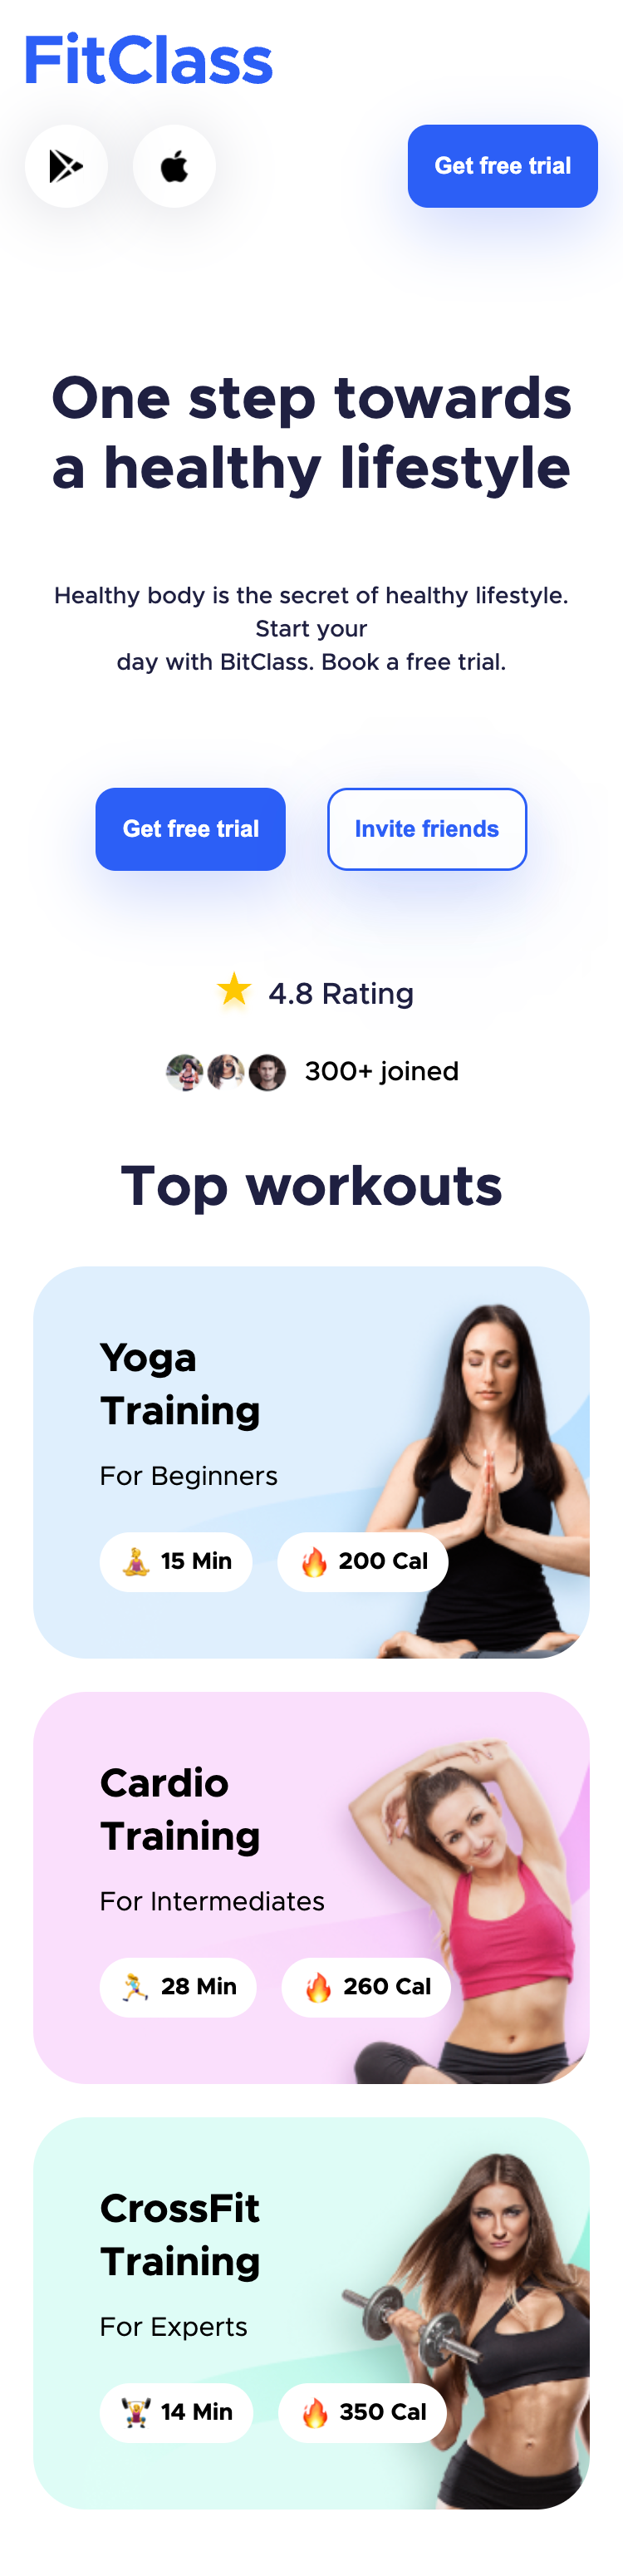 FitClass
Get free trial
One step towards
a healthy lifestyle
Healthy body is the secret of healthy lifestyle.
Start your
day with BitClass. Book a free trial.
Get free trial
Invite friends
4.8 Rating
300+ joined
Top workouts
Yoga
Training
For Beginners
15 Min
200 Cal
Cardio
Training
For Intermediates
28 Min
260 Cal
CrossFit
Training
For Experts
14 Min
350 Cal